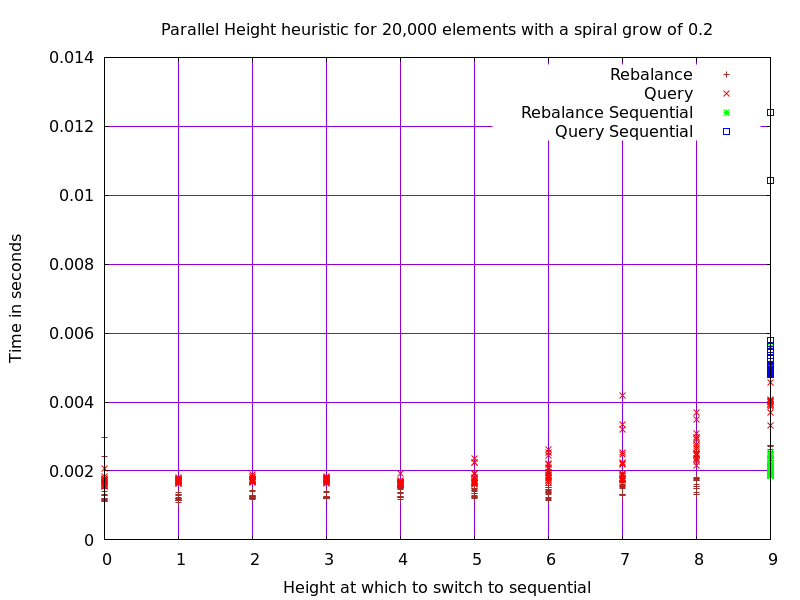 Parallel Height heuristic for 20,000 elements with a spiral grow of 0.2
0.014
0.012
0.01
0.008
0.006
0.004
0.002
0
Time in seconds
Rebalance
Query
Rebalance Sequential
Query Sequential
0 1 2 3 4 5 6 7 8 9
Height at which to switch to sequential